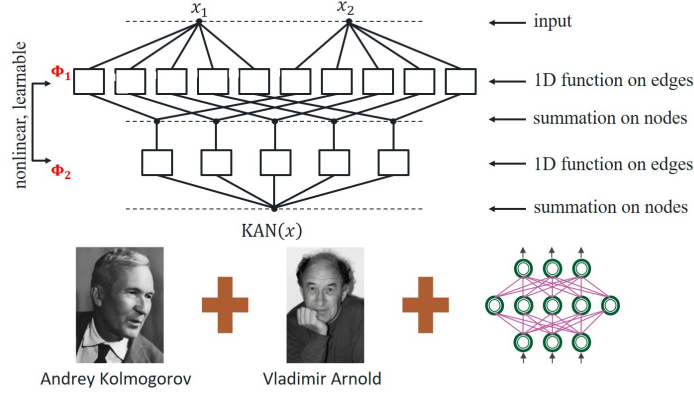 x₁ x₂
input
Φ₁
1D function on edges
nonlinear, learnable
summation on nodes
Φ₂
1D function on edges
summation on nodes
KAN(x)
Andrey Kolmogorov
Vladimir Arnold